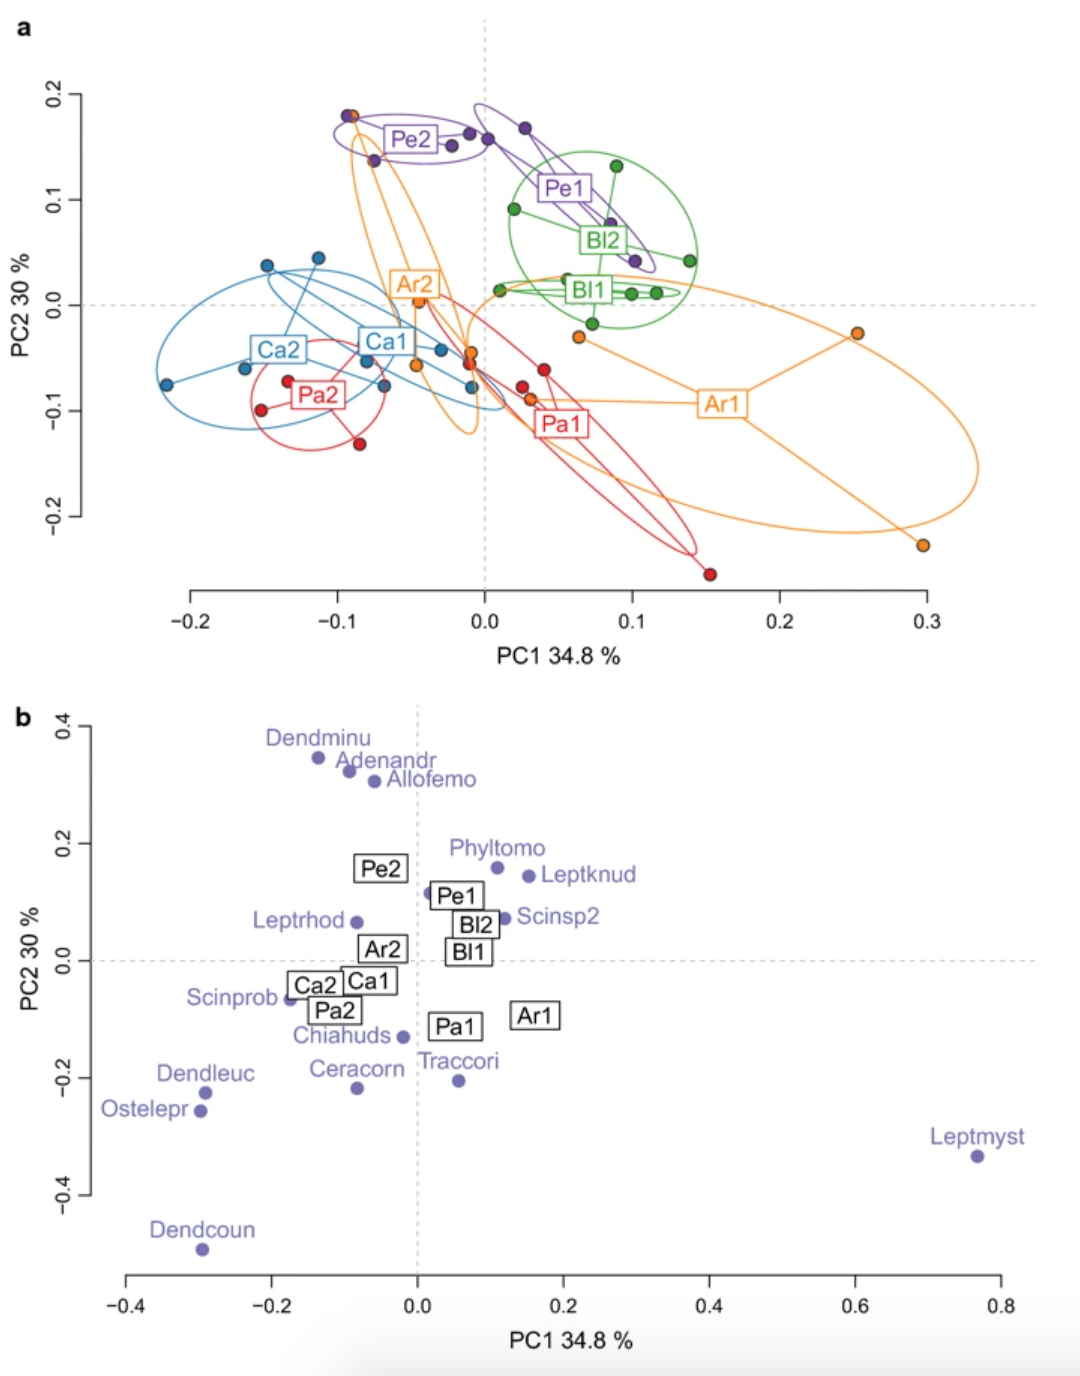 a
0.2
0.1
0.0
−0.1
−0.2
PC2 30 %
Pe2
Pe1
Bl2
Bl1
Ar2
Ca2
Ca1
Pa2
Pa1
Ar1
−0.2 −0.1 0.0 0.1 0.2 0.3
PC1 34.8 %
b
0.4
0.2
0.0
−0.2
−0.4
PC2 30 %
Dendminu
Adenandr
Allofemo
Phyltomo
Pe2
Leptknud
Pe1
Leptrhod
Bl2
Scinsp2
Ar2
Bl1
Ca2
Ca1
Scinprob
Pa2
Ar1
Pa1
Chiahuds
Ceracorn
Traccori
Dendleuc
Ostelepr
Leptmyst
Dendcoun
−0.4 −0.2 0.0 0.2 0.4 0.6 0.8
PC1 34.8 %